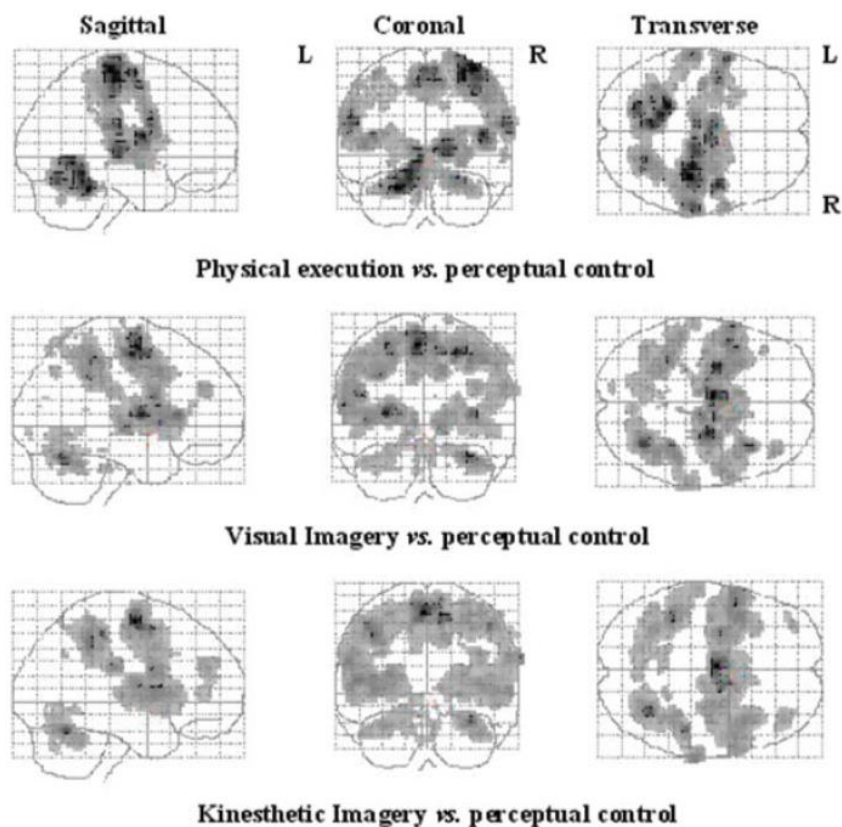 Sagittal Coronal Transverse
L R L
R
Physical execution vs. perceptual control
Visual Imagery vs. perceptual control
Kinesthetic Imagery vs. perceptual control